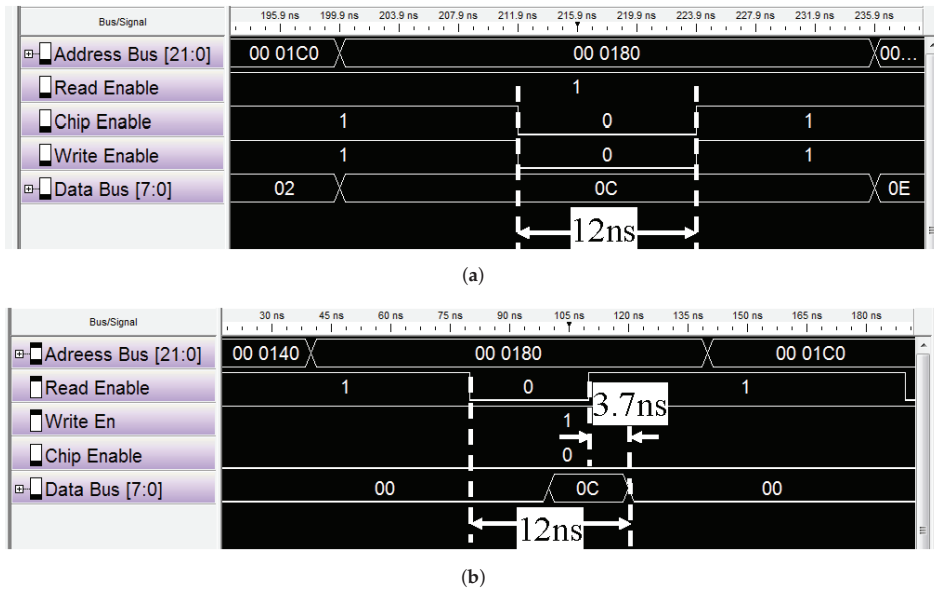 Bus/Signal 195.9 ns 199.9 ns 203.9 ns 207.9 ns 211.9 ns 215.9 ns 219.9 ns 223.9 ns 227.9 ns 231.9 ns 235.9 ns
Address Bus [21:0] 00 01C0 00 0180 00...
Read Enable 1
Chip Enable 1 0 1
Write Enable 1 0 1
Data Bus [7:0] 02 0C 0E
12ns
(a)
Bus/Signal 30 ns 45 ns 60 ns 75 ns 90 ns 105 ns 120 ns 135 ns 150 ns 165 ns 180 ns
Adreess Bus [21:0] 00 0140 00 0180 00 01C0
Read Enable 1 0 1
3.7ns
Write En 1
Chip Enable 0
Data Bus [7:0] 00 0C 00
12ns
(b)